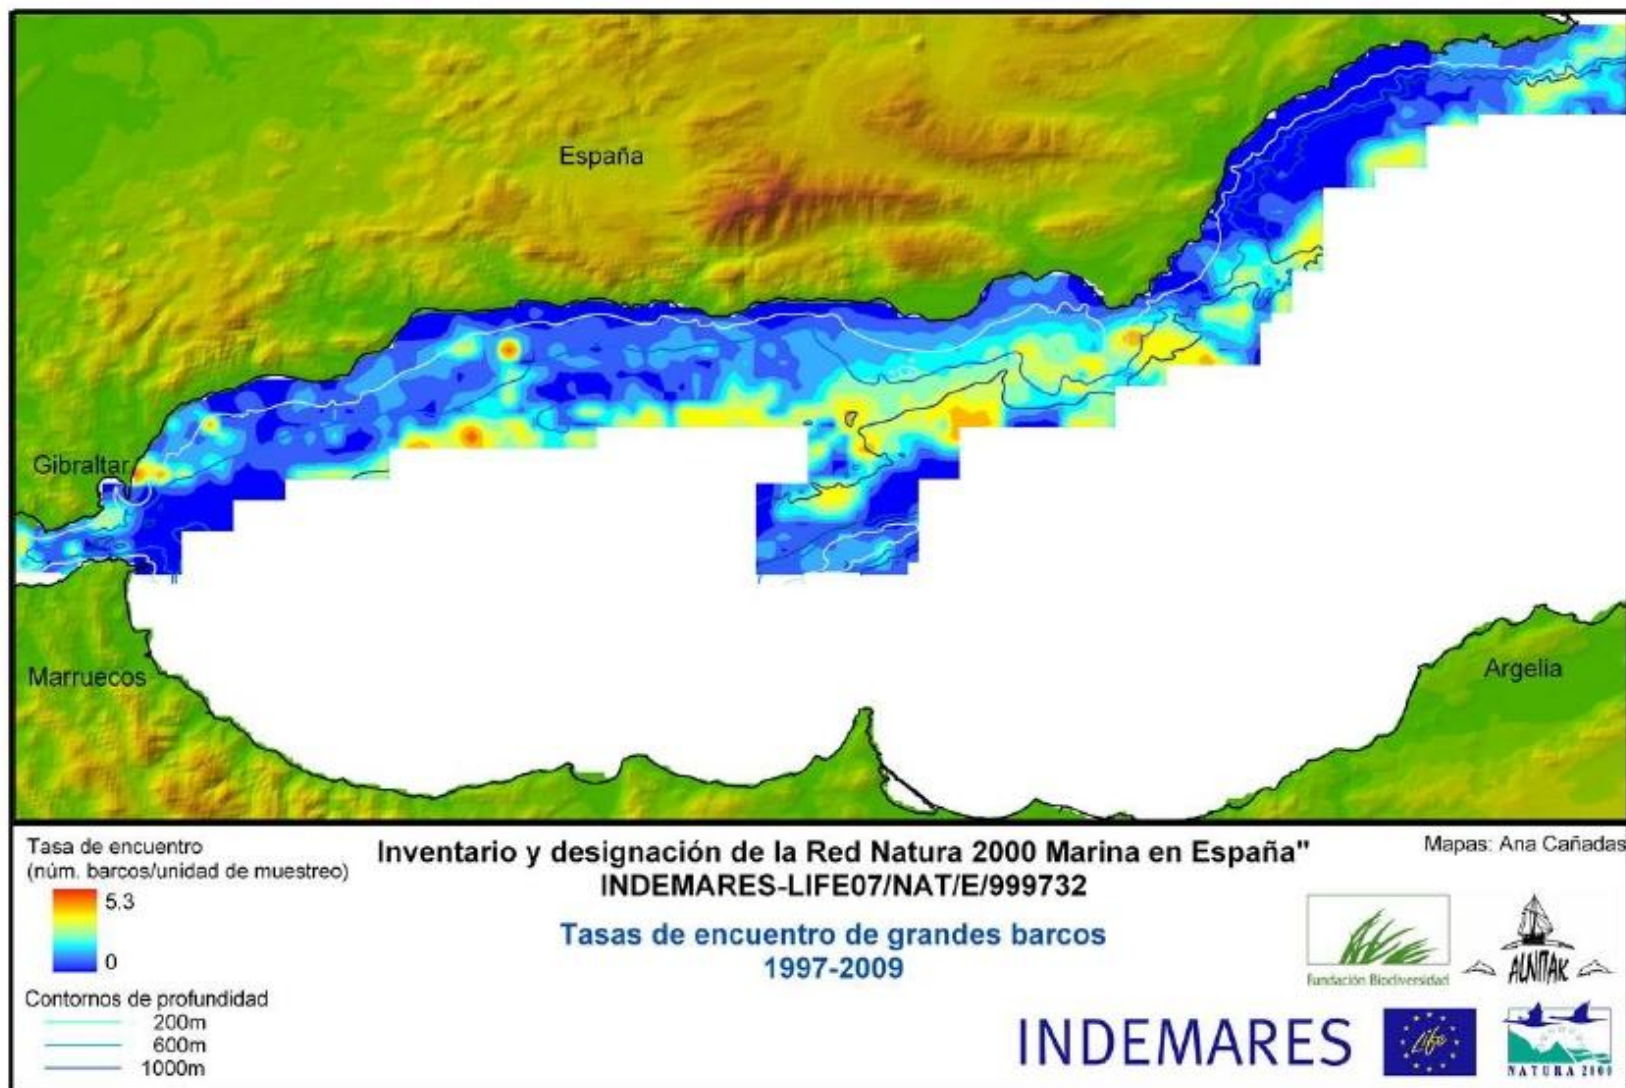 España
Gibraltar
Marruecos
Argelia
Tasa de encuentro
(núm. barcos/unidad de muestreo)
5.3
0
Contornos de profundidad
200m
600m
1000m
Inventario y designación de la Red Natura 2000 Marina en España"
INDEMARES-LIFE07/NAT/E/999732
Tasas de encuentro de grandes barcos
1997-2009
Mapas: Ana Cañadas
Fundación Biodiversidad
ALNITAK
INDEMARES
Life
NATURA 2000